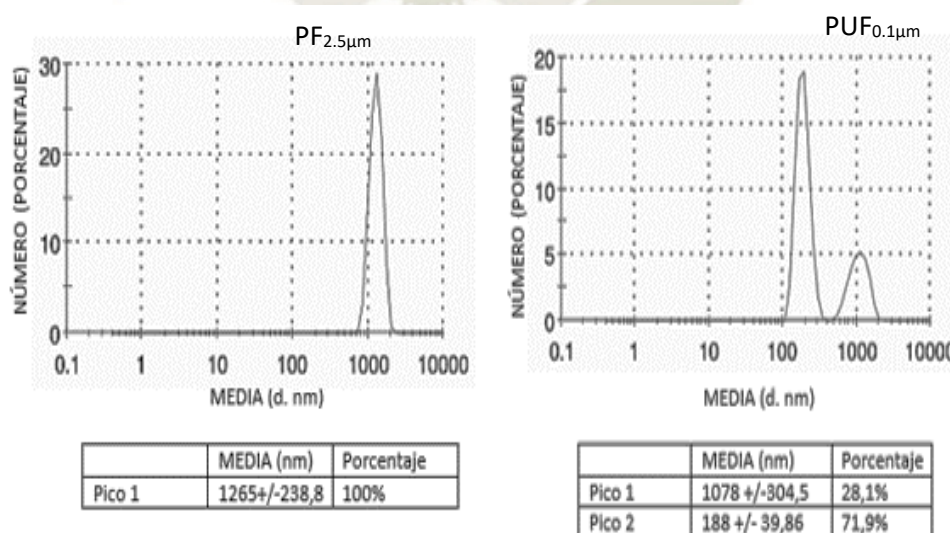 PF2.5µm
NÚMERO (PORCENTAJE)
30
20
10
0
0.1 1 10 100 1000 10000
MEDIA (d. nm)
MEDIA (nm) Porcentaje
Pico 1 1265+/-238,8 100%
PUF0.1µm
NÚMERO (PORCENTAJE)
20
15
10
5
0
0.1 1 10 100 1000 10000
MEDIA (d. nm)
MEDIA (nm) Porcentaje
Pico 1 1078 +/-304,5 28,1%
Pico 2 188 +/- 39,86 71,9%